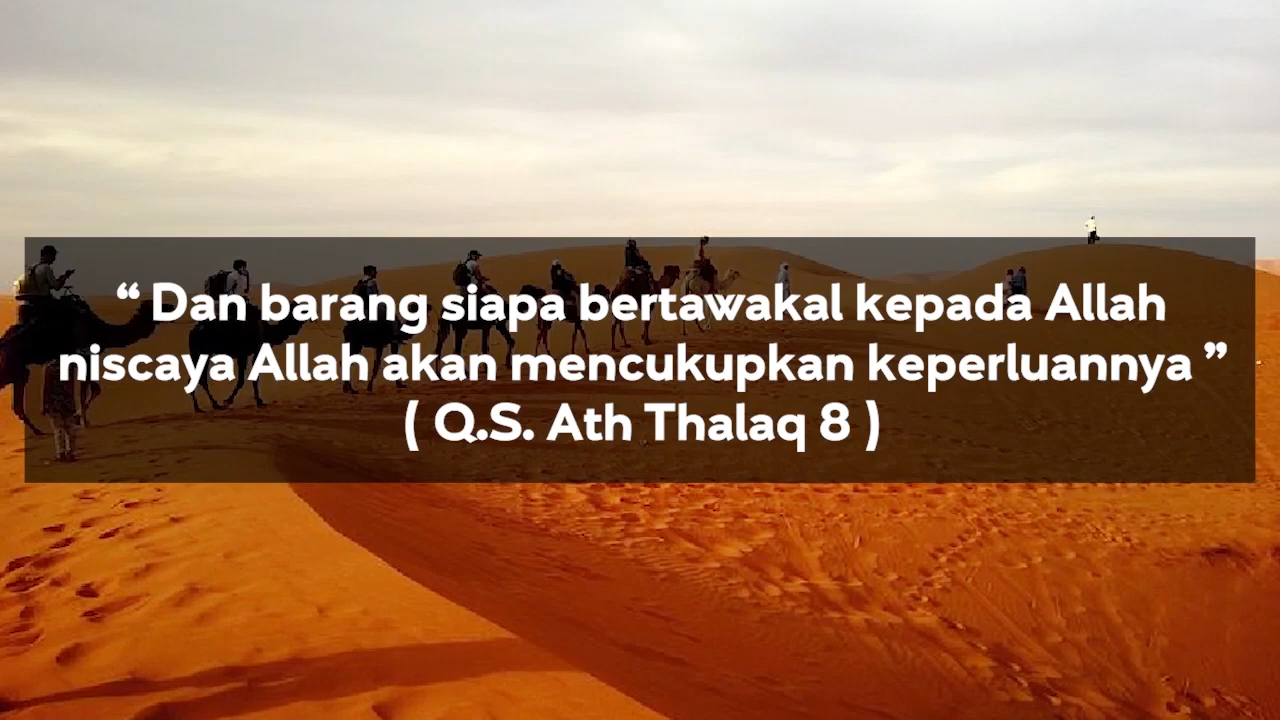 “ Dan barang siapa bertawakal kepada Allah
niscaya Allah akan mencukupkan keperluannya ”
( Q.S. Ath Thalaq 8 )